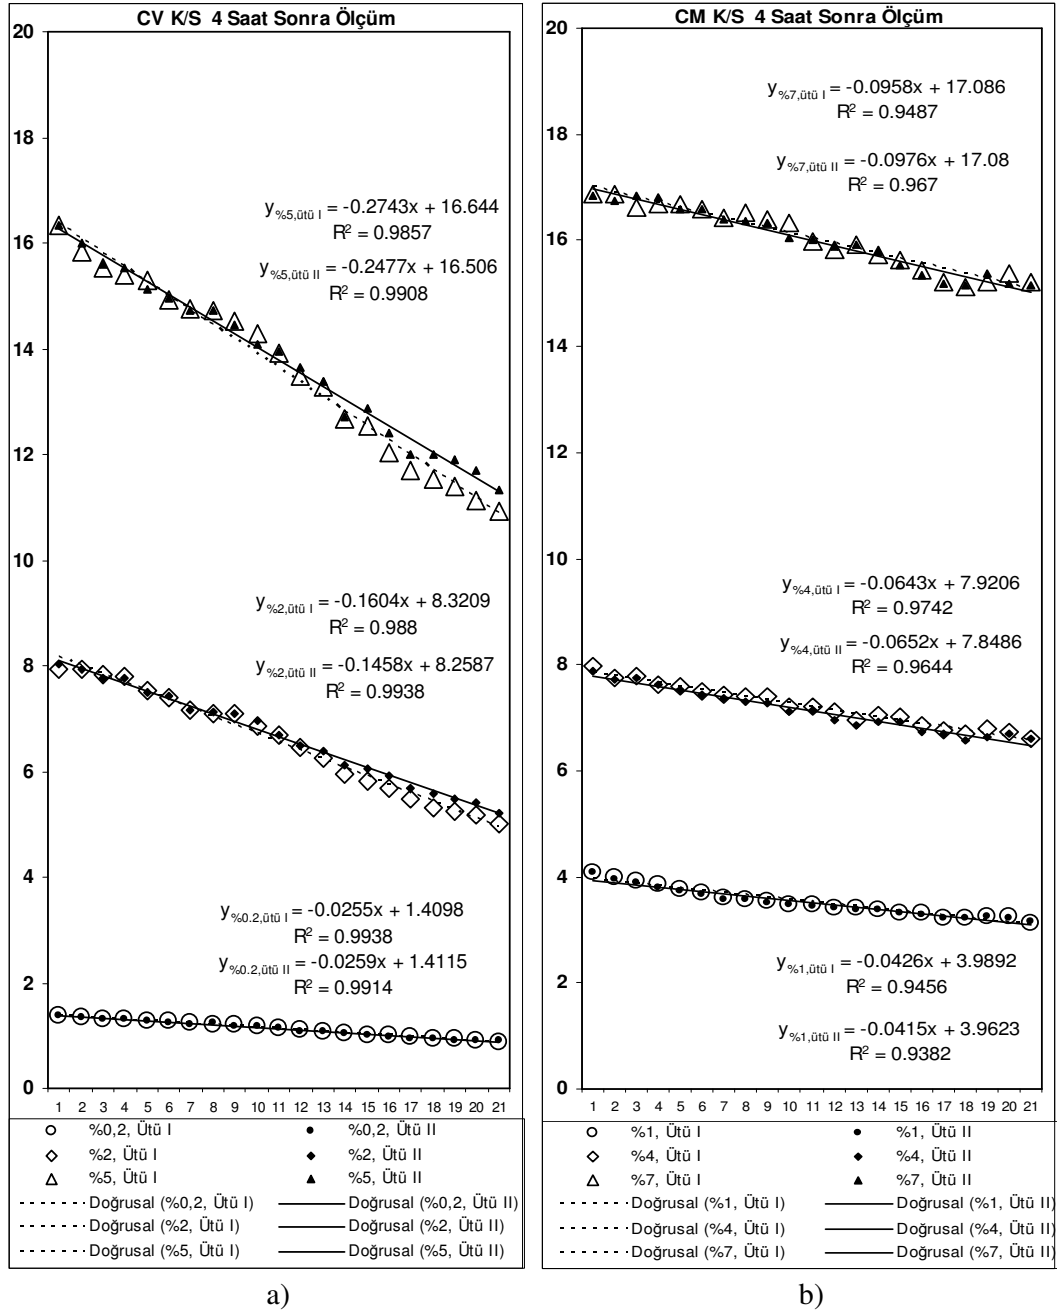 CV K/S 4 Saat Sonra Ölçüm
20
18
16
14
12
10
8
6
4
2
0
y%5,ütü I = -0.2743x + 16.644
R² = 0.9857
y%5,ütü II = -0.2477x + 16.506
R² = 0.9908
y%2,ütü I = -0.1604x + 8.3209
R² = 0.988
y%2,ütü II = -0.1458x + 8.2587
R² = 0.9938
y%0.2,ütü I = -0.0255x + 1.4098
R² = 0.9938
y%0.2,ütü II = -0.0259x + 1.4115
R² = 0.9914
1 2 3 4 5 6 7 8 9 10 11 12 13 14 15 16 17 18 19 20 21
%0,2, Ütü I %0,2, Ütü II
%2, Ütü I %2, Ütü II
%5, Ütü I %5, Ütü II
Doğrusal (%0,2, Ütü I) Doğrusal (%0,2, Ütü II)
Doğrusal (%2, Ütü I) Doğrusal (%2, Ütü II)
Doğrusal (%5, Ütü I) Doğrusal (%5, Ütü II)
a)
CM K/S 4 Saat Sonra Ölçüm
20
18
16
14
12
10
8
6
4
2
0
y%7,ütü I = -0.0958x + 17.086
R² = 0.9487
y%7,ütü II = -0.0976x + 17.08
R² = 0.967
y%4,ütü I = -0.0643x + 7.9206
R² = 0.9742
y%4,ütü II = -0.0652x + 7.8486
R² = 0.9644
y%1,ütü I = -0.0426x + 3.9892
R² = 0.9456
y%1,ütü II = -0.0415x + 3.9623
R² = 0.9382
1 2 3 4 5 6 7 8 9 10 11 12 13 14 15 16 17 18 19 20 21
%1, Ütü I %1, Ütü II
%4, Ütü I %4, Ütü II
%7, Ütü I %7, Ütü II
Doğrusal (%1, Ütü I) Doğrusal (%1, Ütü II)
Doğrusal (%4, Ütü I) Doğrusal (%4, Ütü II)
Doğrusal (%7, Ütü I) Doğrusal (%7, Ütü II)
b)